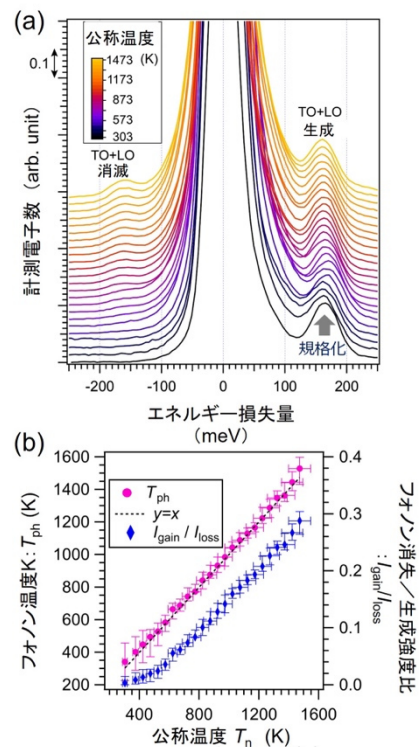 (a)
0.1
公称温度
(K)
1473
1173
873
573
303
TO+LO
消滅
TO+LO
生成
規格化
計測電子数 (arb. unit)
-200 -100 0 100 200
エネルギー損失量
(meV)
(b)
1600
1400
1200
1000
800
600
400
200
T_ph
y=x
I_gain / I_loss
0.4
0.3
0.2
0.1
0.0
フォノン温度K:T_ph (K)
フォノン消失/生成強度比
:I_gain/I_loss
400 800 1200 1600
公称温度 T_n (K)